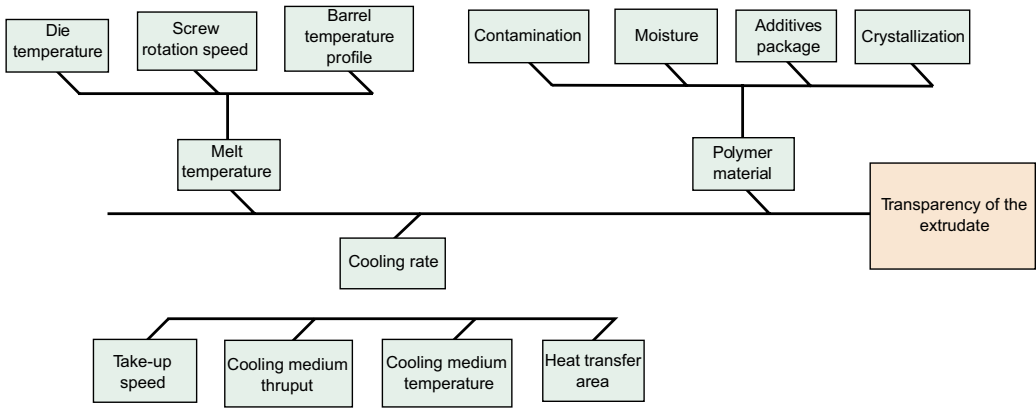 Die
temperature
Screw
rotation speed
Barrel
temperature
profile
Contamination
Moisture
Additives
package
Crystallization
Melt
temperature
Polymer
material
Transparency of the
extrudate
Cooling rate
Take-up
speed
Cooling medium
thruput
Cooling medium
temperature
Heat transfer
area